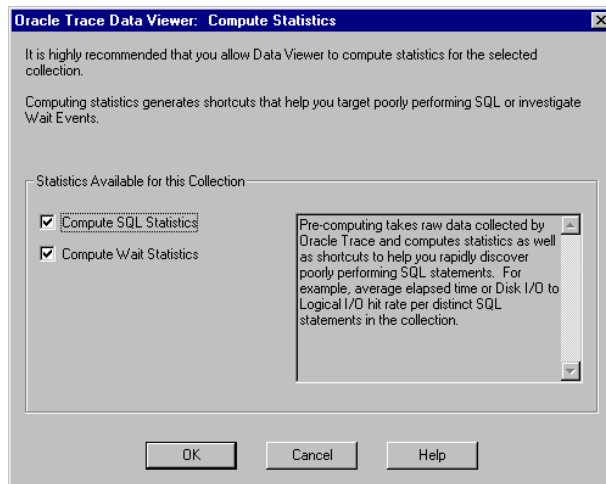 Oracle Trace Data Viewer: Compute Statistics
It is highly recommended that you allow Data Viewer to compute statistics for the selected
collection.
Computing statistics generates shortcuts that help you target poorly performing SQL or investigate
Wait Events.
Statistics Available for this Collection
Compute SQL Statistics
Compute Wait Statistics
Pre-computing takes raw data collected by
Oracle Trace and computes statistics as well
as shortcuts to help you rapidly discover
poorly performing SQL statements. For
example, average elapsed time or Disk I/O to
Logical I/O hit rate per distinct SQL
statements in the collection.
OK
Cancel
Help